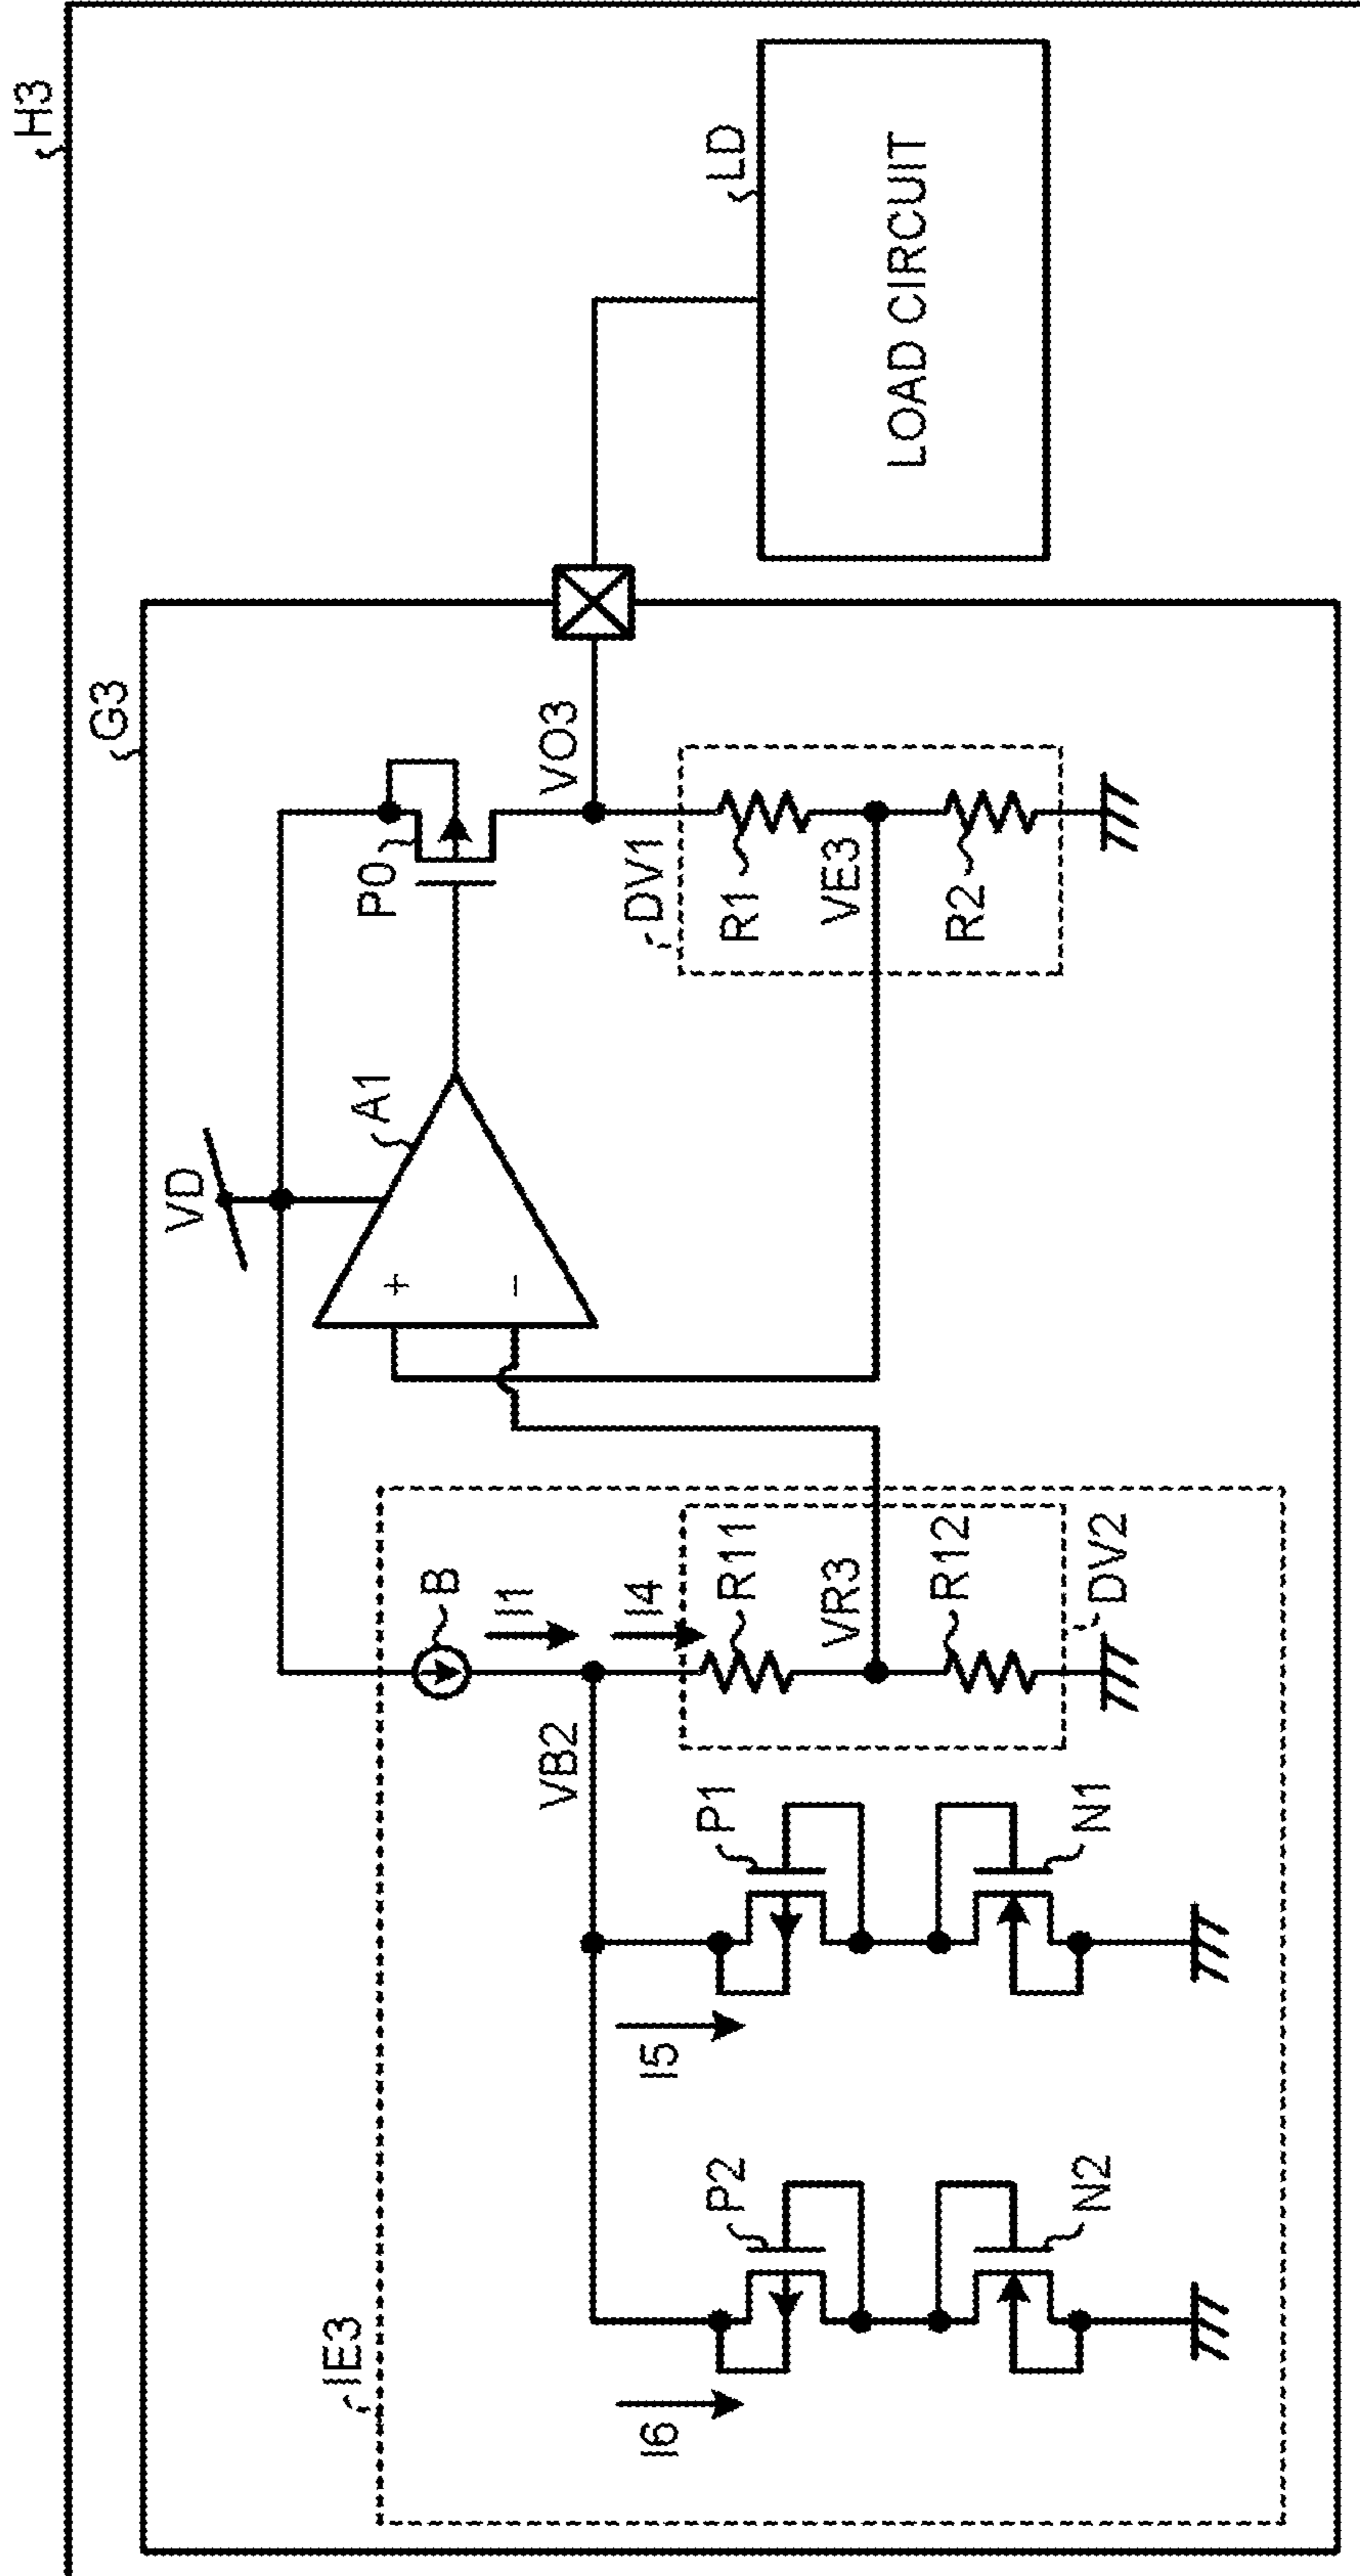 H3
G3
VD
A1
P0
VO3
LD
LOAD CIRCUIT
DV1
R1
VE3
R2
+
−
IE3
B
I1
I4
VB2
R11
VR3
R12
DV2
I6
P2
N2
I5
P1
N1